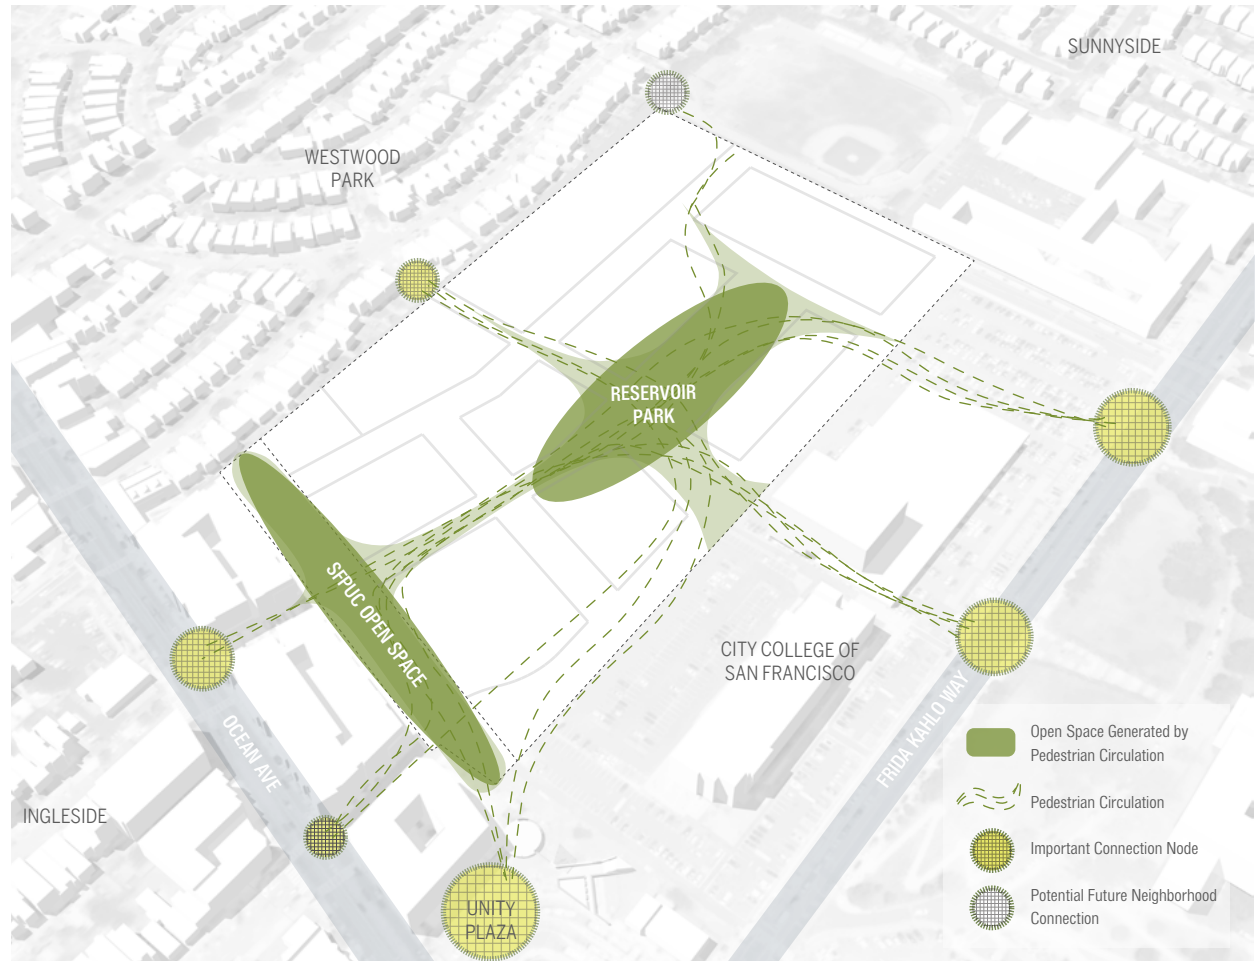 SUNNYSIDE
WESTWOOD
PARK
RESERVOIR
PARK
SFPUC OPEN SPACE
CITY COLLEGE OF
SAN FRANCISCO
OCEAN AVE
FRIDA KAHLO WAY
INGLESIDE
UNITY
PLAZA
Open Space Generated by
Pedestrian Circulation
Pedestrian Circulation
Important Connection Node
Potential Future Neighborhood
Connection